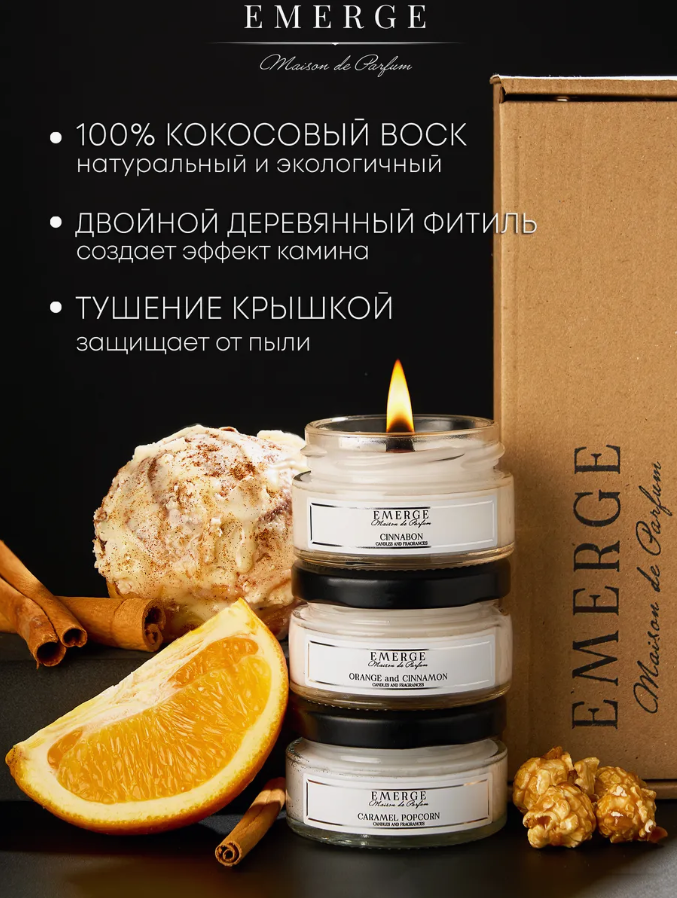 EMERGE
Maison de Parfum
• 100% КОКОСОВЫЙ ВОСК
натуральный и экологичный
• ДВОЙНОЙ ДЕРЕВЯННЫЙ ФИТИЛЬ
создает эффект камина
• ТУШЕНИЕ КРЫШКОЙ
защищает от пыли
EMERGE
Maison de Parfum
CINNABON
CANDLES AND FRAGRANCES
EMERGE
Maison de Parfum
ORANGE and CINNAMON
CANDLES AND FRAGRANCES
EMERGE
Maison de Parfum
CARAMEL POPCORN
CANDLES AND FRAGRANCES
EMERGE
Maison de Parfum